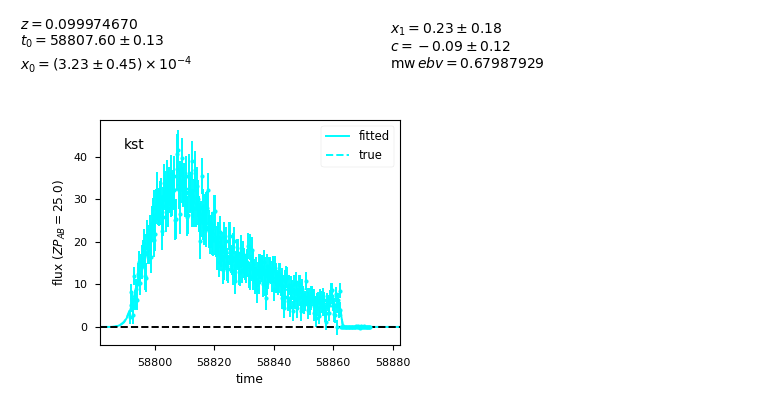 z = 0.099974670
t₀ = 58807.60 ± 0.13
x₀ = (3.23 ± 0.45) × 10⁻⁴
x₁ = 0.23 ± 0.18
c = −0.09 ± 0.12
mw ebv = 0.67987929
kst
fitted
true
flux (ZP_AB = 25.0)
40
30
20
10
0
58800 58820 58840 58860 58880
time